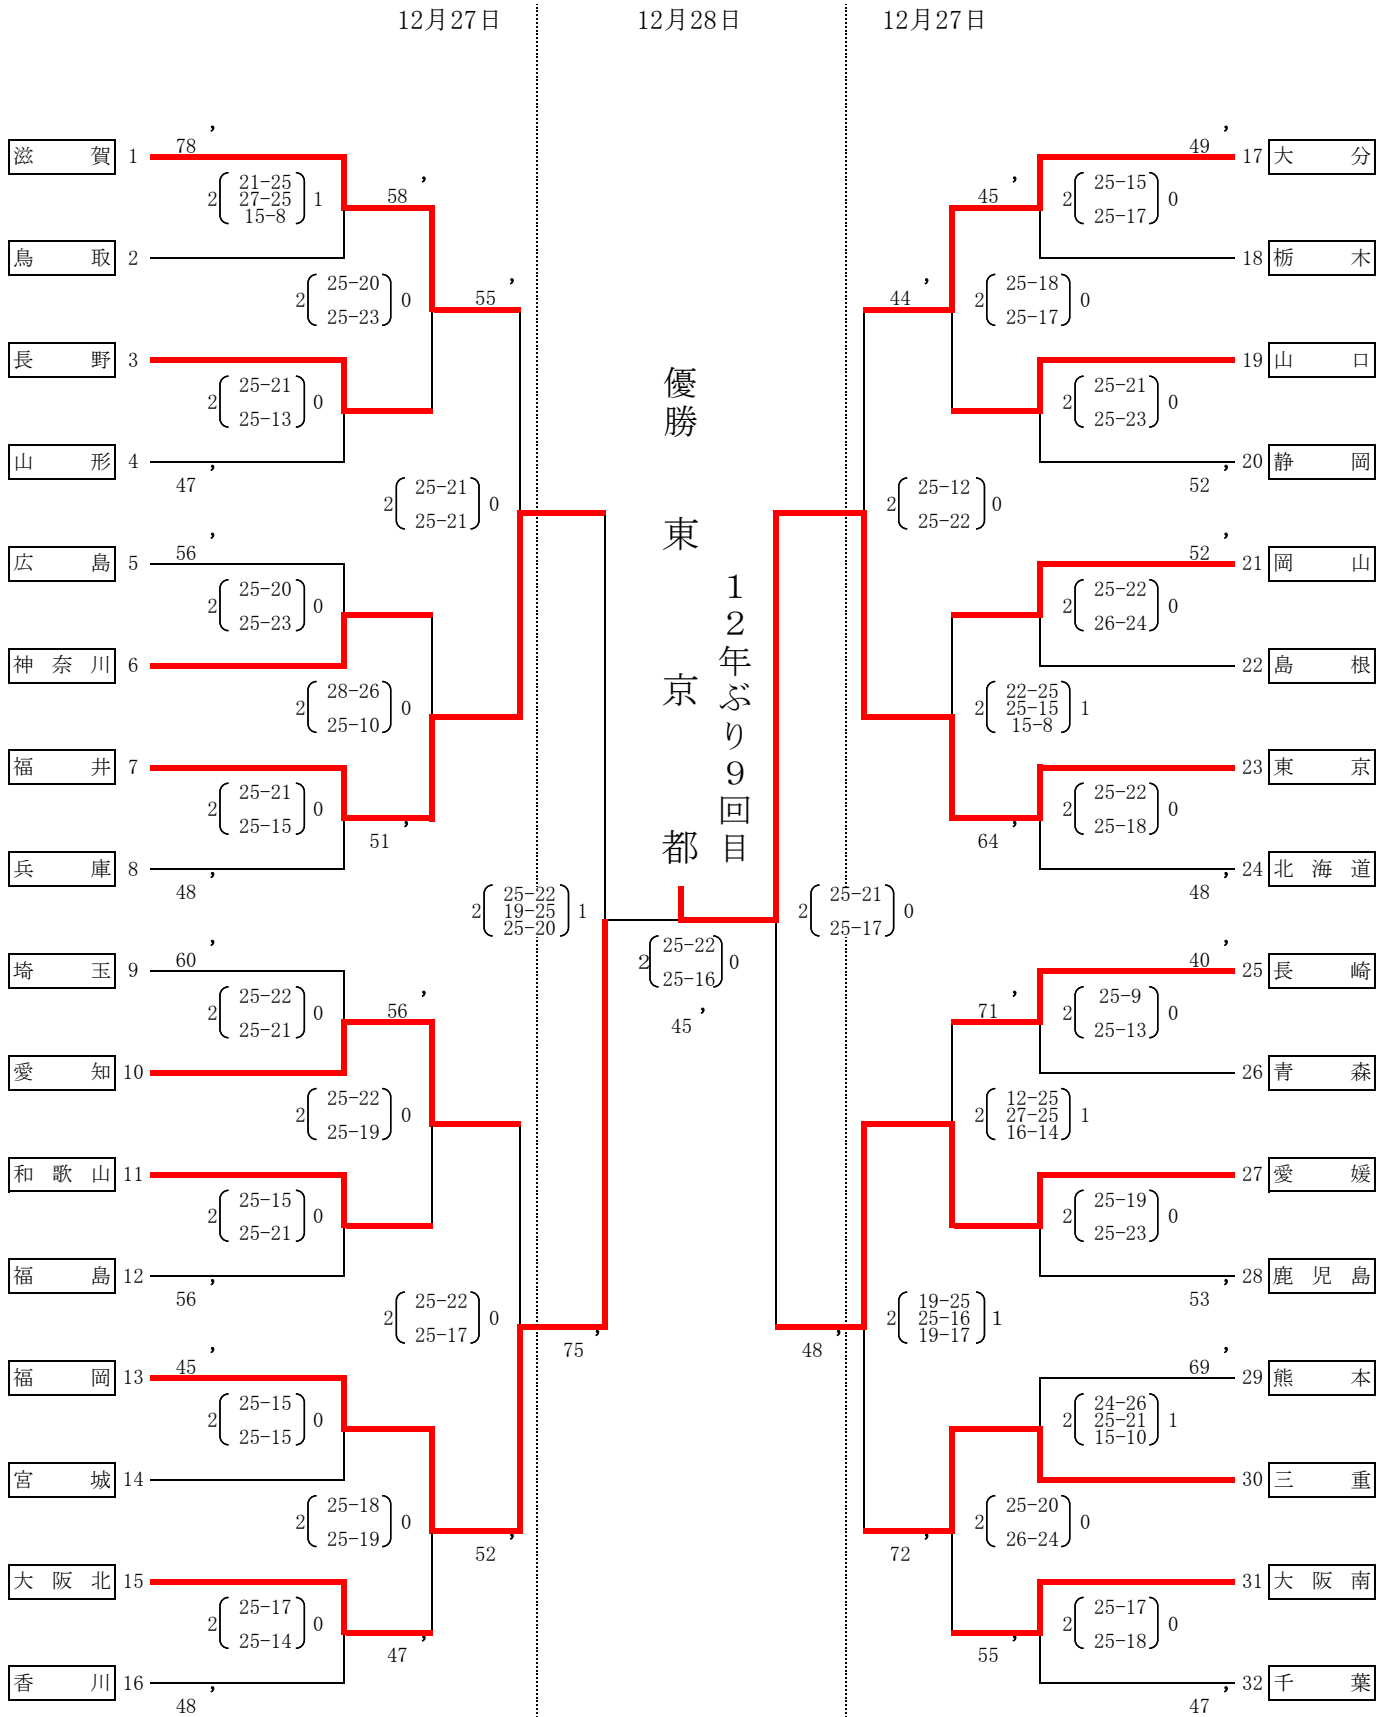 12月27日
12月28日
12月27日
滋賀 1
78’
2 21-25 27-25 15-8 1
鳥取 2
58’
2 25-20 25-23 0
長野 3
2 25-21 25-13 0
山形 4
47’
55’
2 25-21 25-21 0
広島 5
56’
2 25-20 25-23 0
神奈川 6
2 28-26 25-10 0
福井 7
2 25-21 25-15 0
51’
兵庫 8
48’
2 25-22 19-25 25-20 1
埼玉 9
60’
2 25-22 25-21 0
愛知 10
56’
2 25-22 25-19 0
和歌山 11
2 25-15 25-21 0
福島 12
56’
2 25-22 25-17 0
75’
福岡 13
45’
2 25-15 25-15 0
宮城 14
2 25-18 25-19 0
52’
大阪北 15
2 25-17 25-14 0
47’
香川 16
48’
優勝
東京都
12年ぶり9回目
2 25-22 25-16 0
45’
49’
17 大分
2 25-15 25-17 0
18 栃木
45’
2 25-18 25-17 0
44’
19 山口
2 25-21 25-23 0
20 静岡
52’
2 25-12 25-22 0
52’
21 岡山
2 25-22 26-24 0
22 島根
2 22-25 25-15 15-8 1
23 東京
2 25-22 25-18 0
64’
24 北海道
48’
2 25-21 25-17 0
40’
25 長崎
2 25-9 25-13 0
26 青森
71’
2 12-25 27-25 16-14 1
27 愛媛
2 25-19 25-23 0
28 鹿児島
53’
2 19-25 25-16 19-17 1
48’
69’
29 熊本
2 24-26 25-21 15-10 1
30 三重
2 25-20 26-24 0
72’
31 大阪南
2 25-17 25-18 0
55’
32 千葉
47’